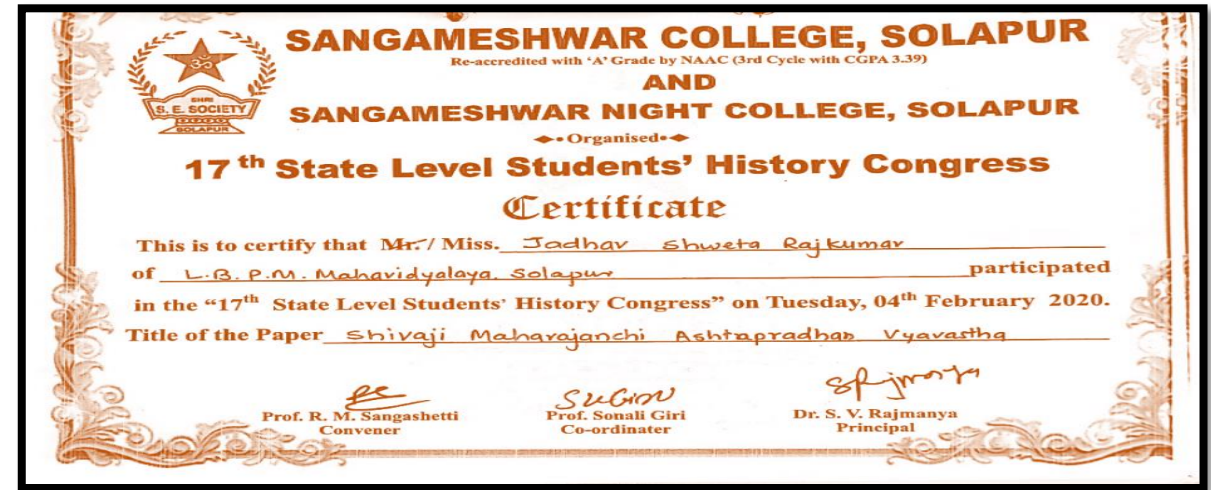 SANGAMESHWAR COLLEGE, SOLAPUR
Re-accredited with 'A' Grade by NAAC (3rd Cycle with CGPA 3.39)
AND
SANGAMESHWAR NIGHT COLLEGE, SOLAPUR
ॐ
SHRI
S. E. SOCIETY
SOLAPUR
Organised
17th State Level Students' History Congress
Certificate
This is to certify that Mr./ Miss. Jadhav Shweta Rajkumar
of L.B.P.M. Mahavidyalaya, Solapur participated
in the "17th State Level Students' History Congress" on Tuesday, 04th February 2020.
Title of the Paper Shivaji Maharajanchi Ashtapradhan Vyavastha
Prof. R. M. Sangashetti Prof. Sonali Giri Dr. S. V. Rajmanya
Convener Co-ordinater Principal